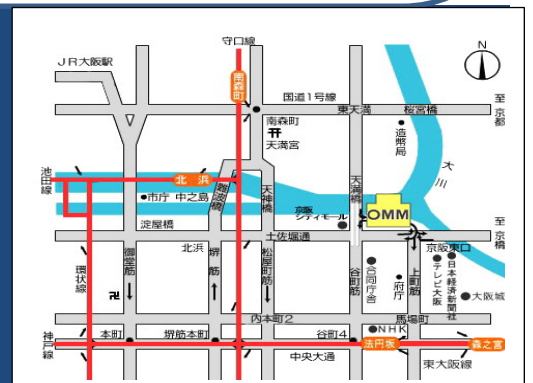 守口線
N
JR大阪駅
南森町
国道1号線
東天満
桜宮橋
至京都
南森町
天満宮
造幣局
大川
池田線
北浜
市庁 中之島
難波橋
天神橋
天満橋
京阪シティモール
OMM
淀屋橋
土佐堀通
至京橋
北浜
京阪東口
環状線
御堂筋
堺筋
松屋町筋
谷町筋
合同庁舎
府庁
上町筋
テレビ大阪
日本経済新聞社
大阪城
内本町2
馬場町
神戸線
本町
堺筋本町
谷町4
NHK
法円坂
森之宮
中央大通
東大阪線